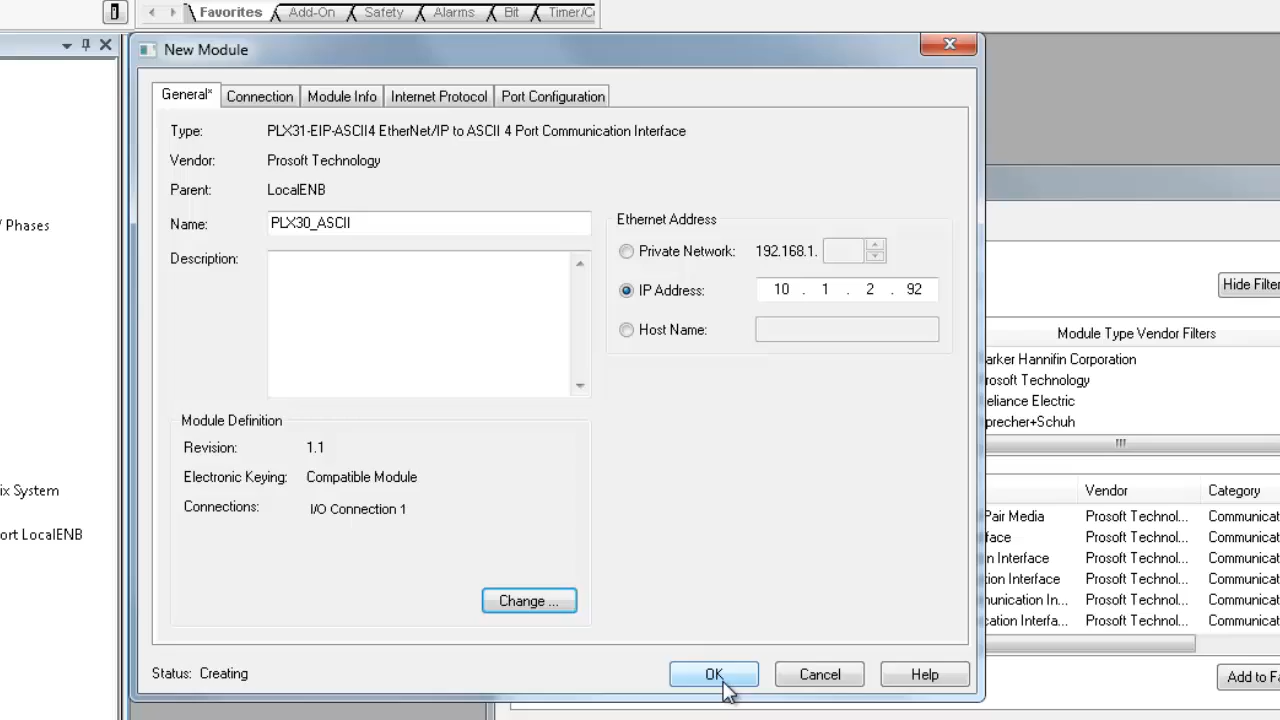 Favorites Add-On Safety Alarms Bit Timer/C
New Module
General* Connection Module Info Internet Protocol Port Configuration
Type: PLX31-EIP-ASCII4 EtherNet/IP to ASCII 4 Port Communication Interface
Vendor: Prosoft Technology
Parent: LocalENB
Name: PLX30_ASCII
Description:
Ethernet Address
Private Network: 192.168.1.
IP Address: 10 . 1 . 2 . 92
Host Name:
Module Definition
Revision: 1.1
Electronic Keying: Compatible Module
Connections: I/O Connection 1
Change ...
Status: Creating
OK Cancel Help
/ Phases
ix System
ort LocalENB
Hide Filter
Module Type Vendor Filters
arker Hannifin Corporation
rosoft Technology
eliance Electric
precher+Schuh
Vendor Category
Pair Media Prosoft Technol... Communicat
face Prosoft Technol... Communicat
n Interface Prosoft Technol... Communicat
tion Interface Prosoft Technol... Communicat
munication In... Prosoft Technol... Communicat
cation Interfa... Prosoft Technol... Communicat
Add to Fa